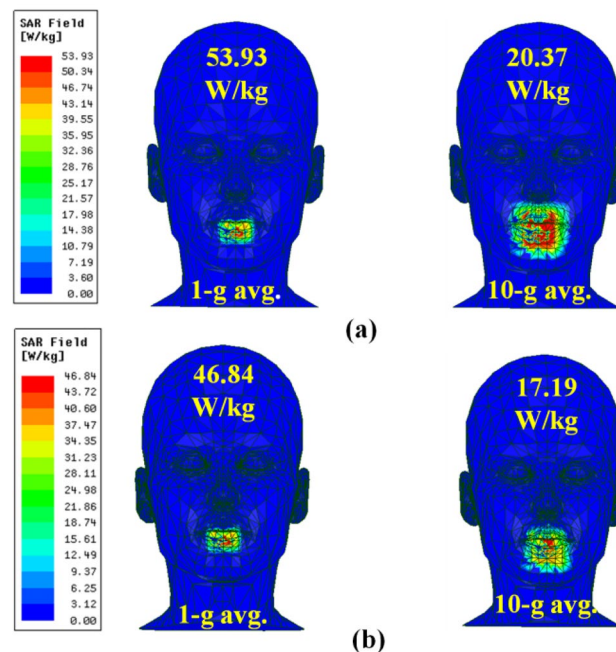 SAR Field
[W/kg]
53.93
50.34
46.74
43.14
39.55
35.95
32.36
28.76
25.17
21.57
17.98
14.38
10.79
7.19
3.60
0.00
53.93
W/kg
1-g avg.
20.37
W/kg
10-g avg.
(a)
SAR Field
[W/kg]
46.84
43.72
40.60
37.47
34.35
31.23
28.11
24.98
21.86
18.74
15.61
12.49
9.37
6.25
3.12
0.00
46.84
W/kg
1-g avg.
17.19
W/kg
10-g avg.
(b)